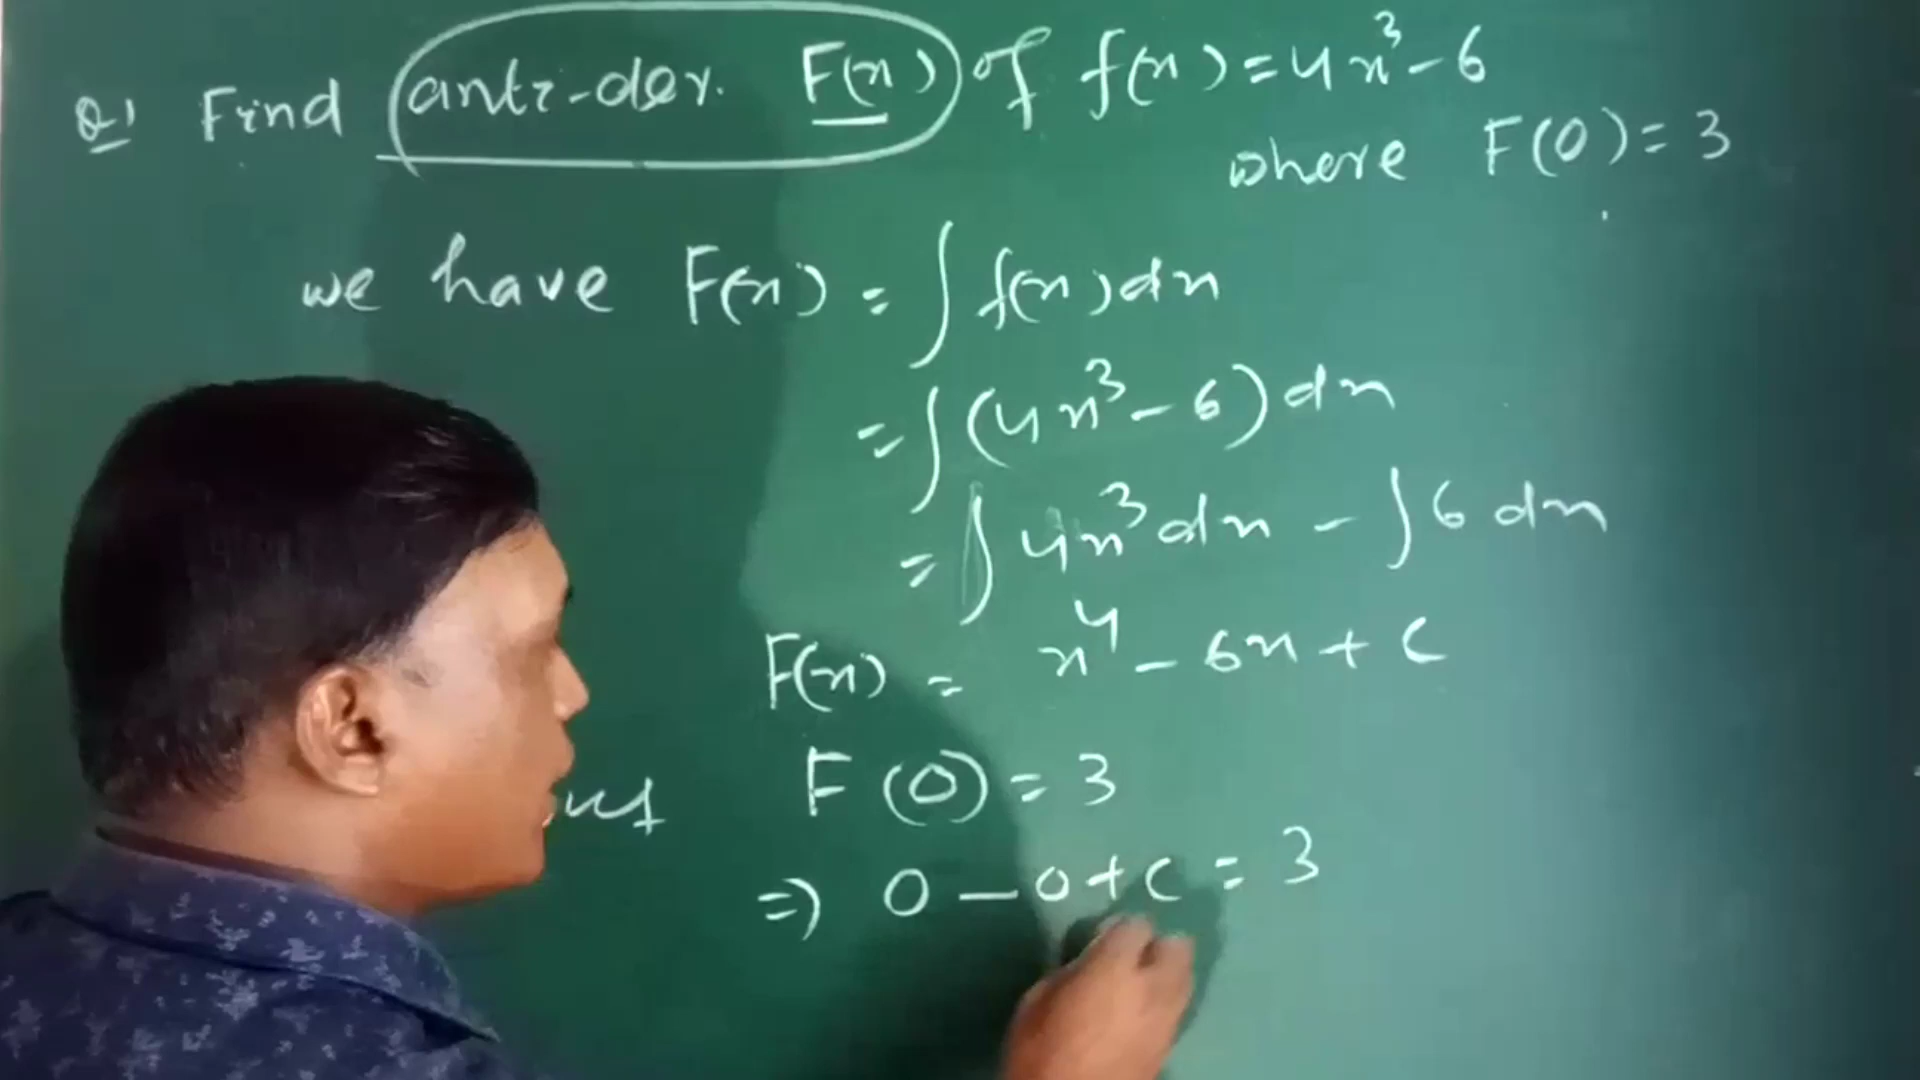 Q1 Find anti-der. F(x) of f(x) = 4x³ - 6
where F(0) = 3
we have F(x) = ∫ f(x) dx
= ∫ (4x³ - 6) dx
= ∫ 4x³ dx - ∫ 6 dx
F(x) = x⁴ - 6x + C
F(0) = 3
⇒ 0 - 0 + C = 3